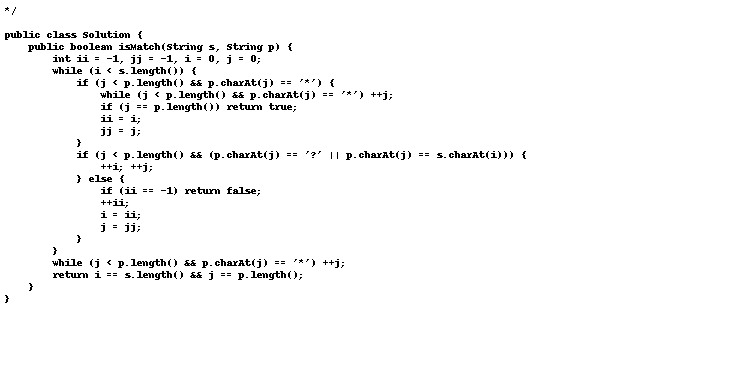 */
public class Solution {
    public boolean isMatch(String s, String p) {
        int ii = -1, jj = -1, i = 0, j = 0;
        while (i < s.length()) {
            if (j < p.length() && p.charAt(j) == '*') {
                while (j < p.length() && p.charAt(j) == '*') ++j;
                if (j == p.length()) return true;
                ii = i;
                jj = j;
            }
            if (j < p.length() && (p.charAt(j) == '?' || p.charAt(j) == s.charAt(i))) {
                ++i; ++j;
            } else {
                if (ii == -1) return false;
                ++ii;
                i = ii;
                j = jj;
            }
        }
        while (j < p.length() && p.charAt(j) == '*') ++j;
        return i == s.length() && j == p.length();
    }
}